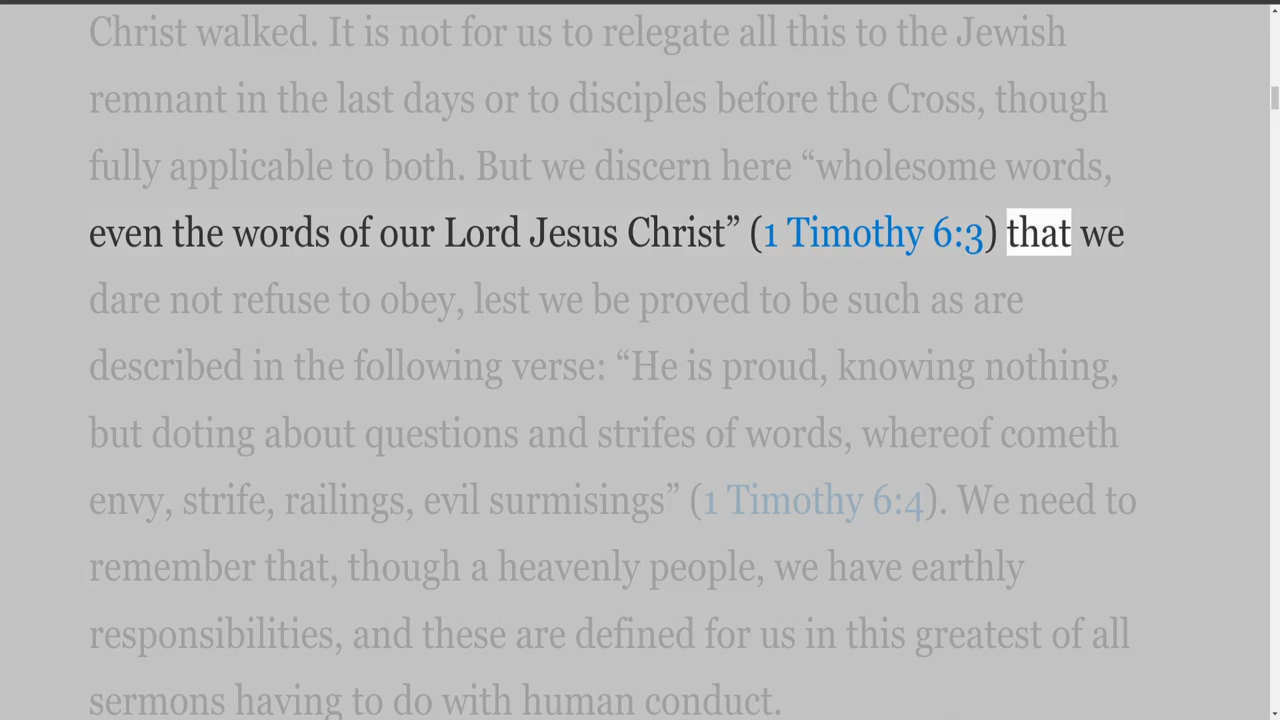 Christ walked. It is not for us to relegate all this to the Jewish
remnant in the last days or to disciples before the Cross, though
fully applicable to both. But we discern here “wholesome words,
even the words of our Lord Jesus Christ” (1 Timothy 6:3) that we
dare not refuse to obey, lest we be proved to be such as are
described in the following verse: “He is proud, knowing nothing,
but doting about questions and strifes of words, whereof cometh
envy, strife, railings, evil surmisings” (1 Timothy 6:4). We need to
remember that, though a heavenly people, we have earthly
responsibilities, and these are defined for us in this greatest of all
sermons having to do with human conduct.